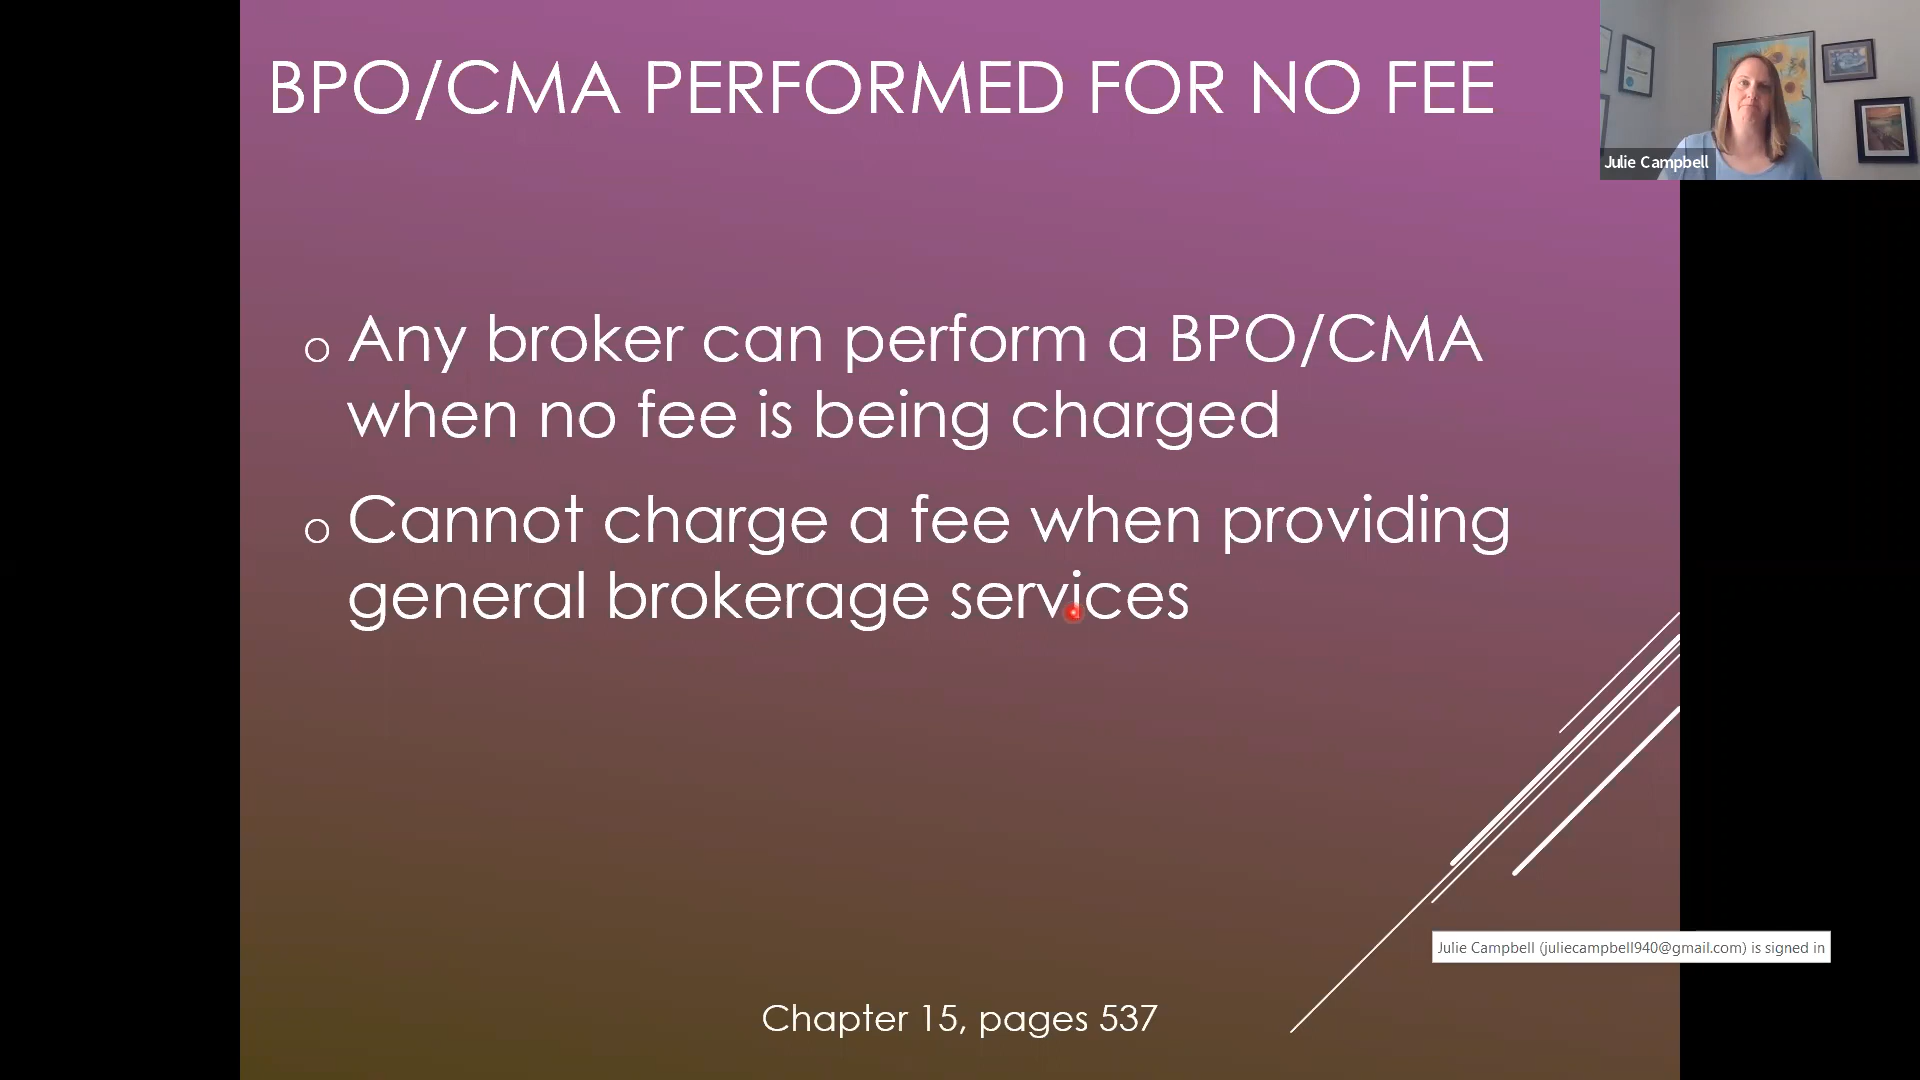 BPO/CMA PERFORMED FOR NO FEE
Julie Campbell
o Any broker can perform a BPO/CMA
when no fee is being charged
o Cannot charge a fee when providing
general brokerage services
Julie Campbell (juliecampbell940@gmail.com) is signed in
Chapter 15, pages 537